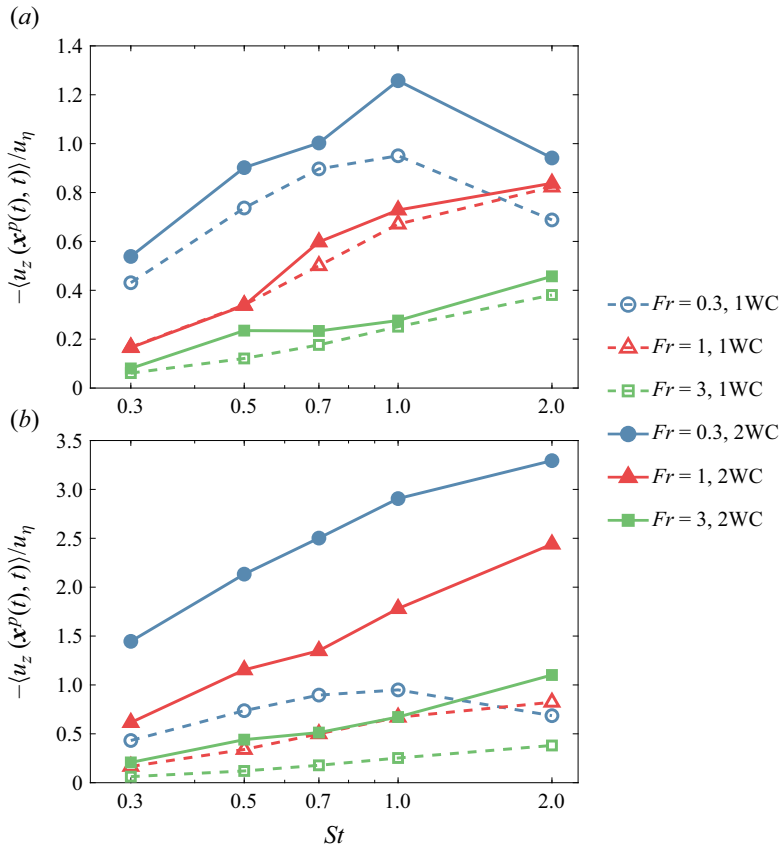 (a)
1.4
1.2
1.0
0.8
0.6
0.4
0.2
0
−⟨u_z (x^p(t), t)⟩/u_η
0.3 0.5 0.7 1.0 2.0
(b)
3.5
3.0
2.5
2.0
1.5
1.0
0.5
0
−⟨u_z (x^p(t), t)⟩/u_η
0.3 0.5 0.7 1.0 2.0
St
Fr = 0.3, 1WC
Fr = 1, 1WC
Fr = 3, 1WC
Fr = 0.3, 2WC
Fr = 1, 2WC
Fr = 3, 2WC